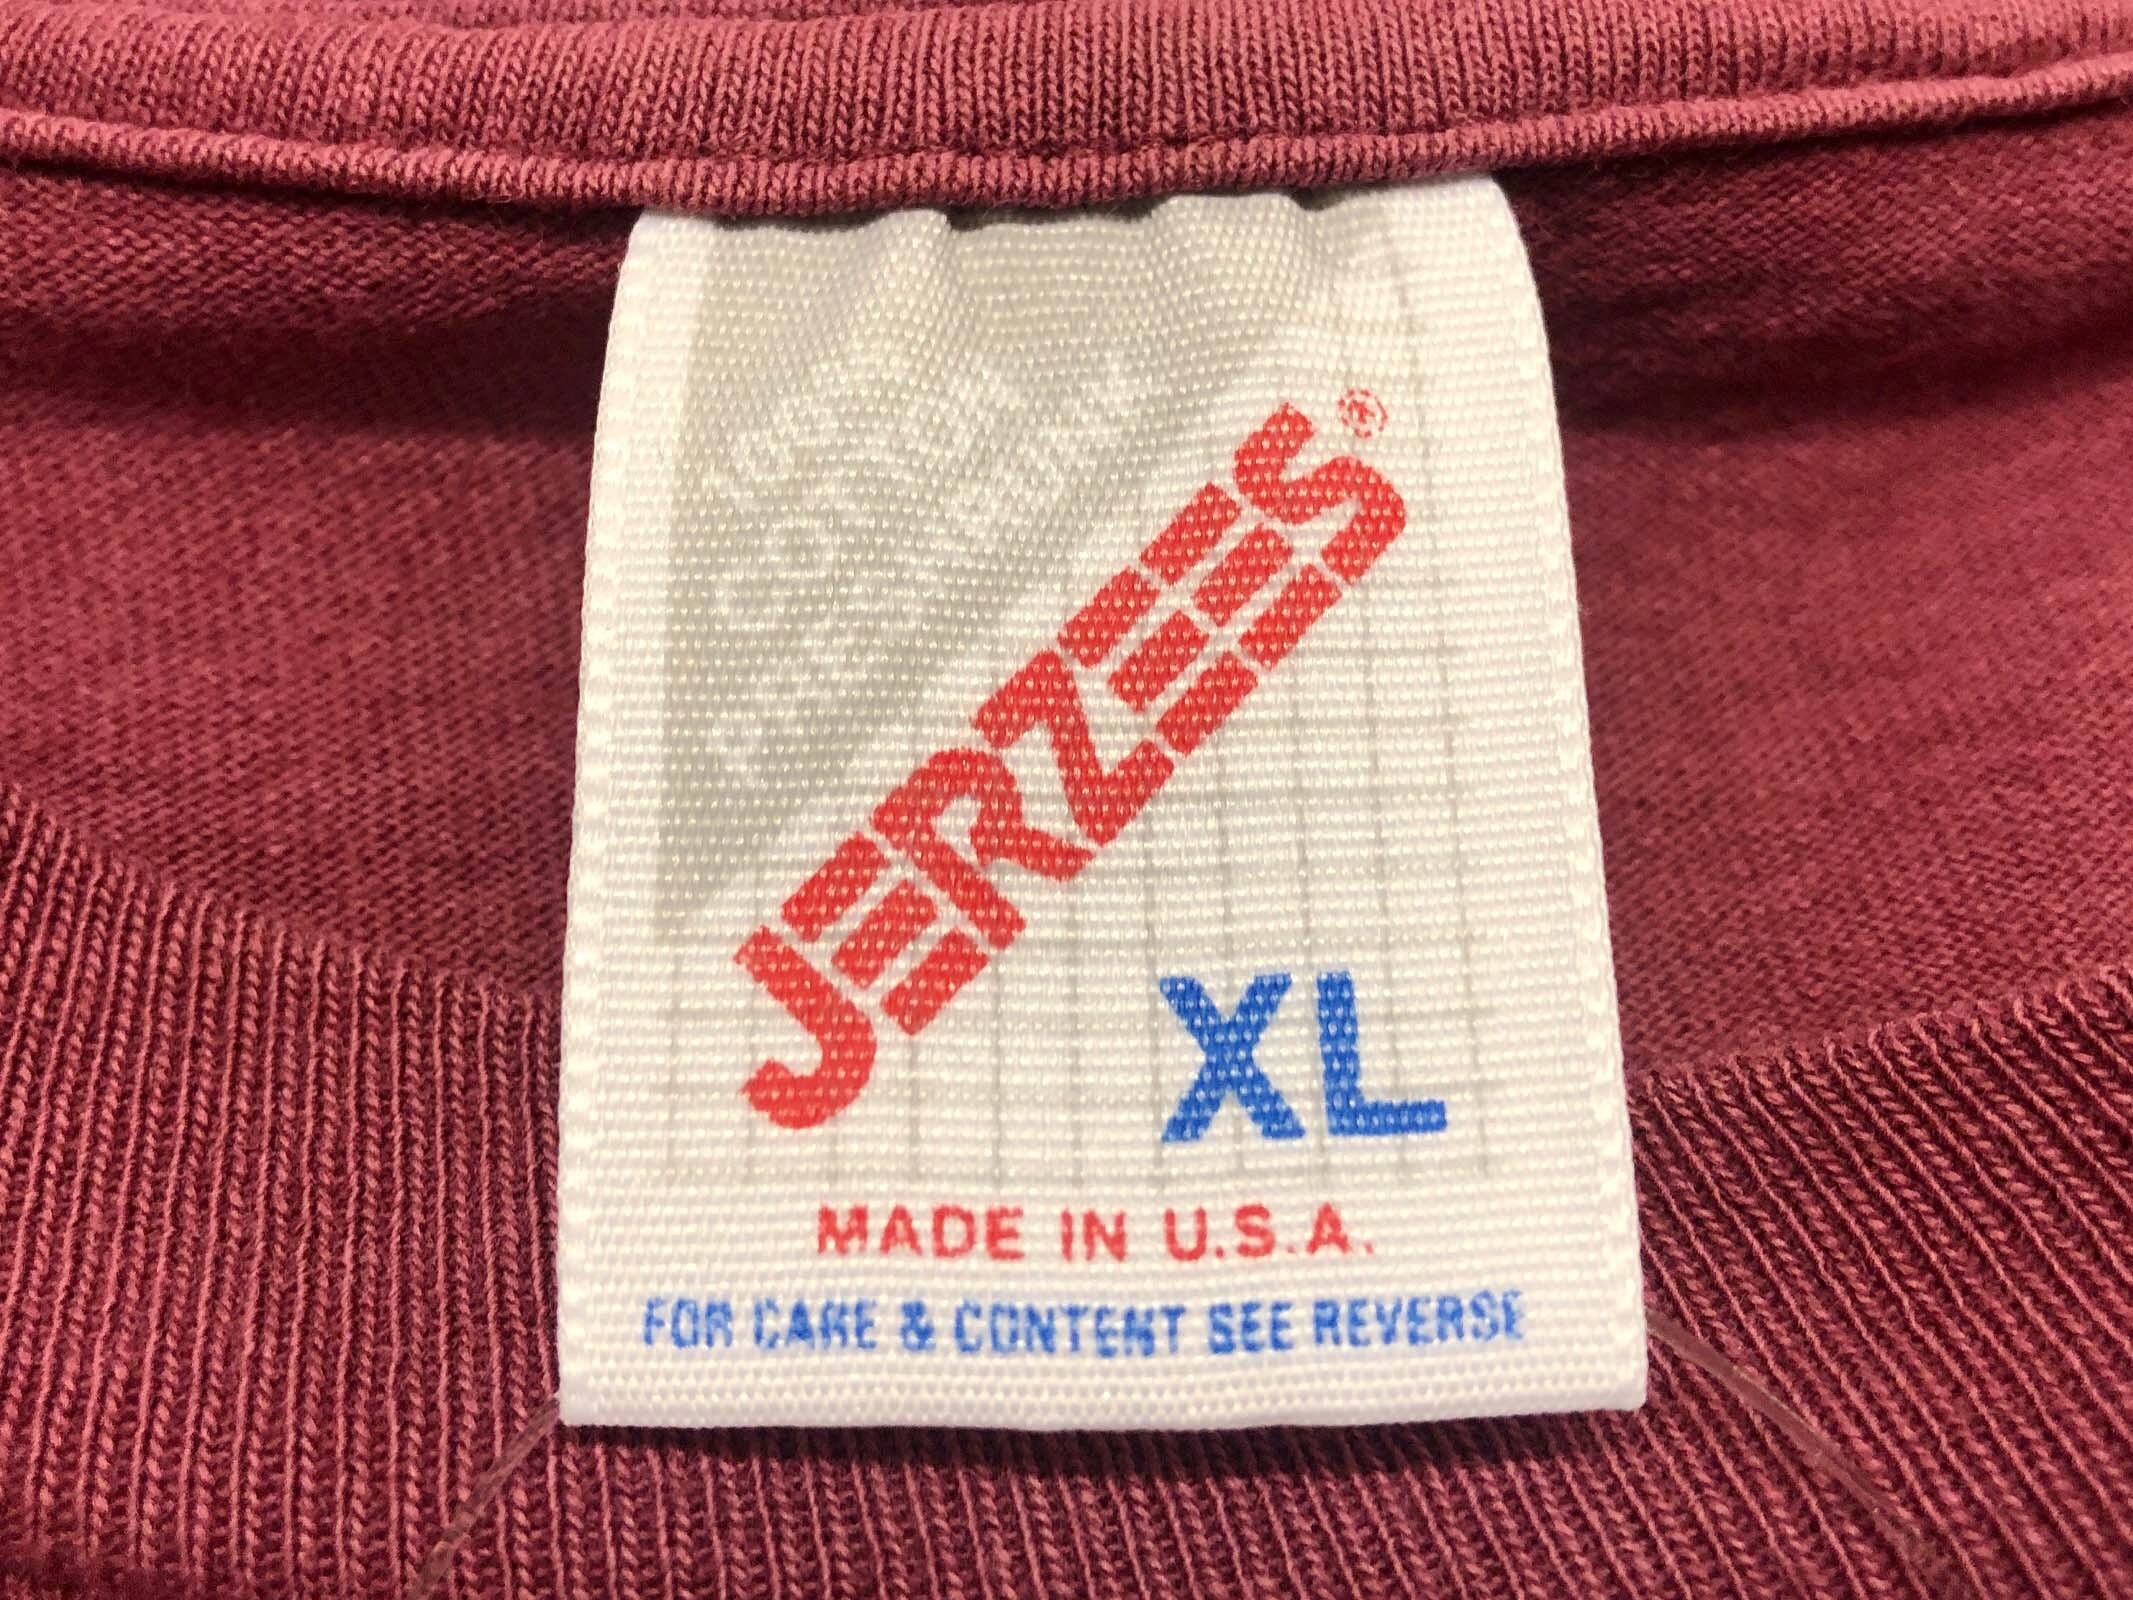 JERZEES®
XL
MADE IN U.S.A.
FOR CARE & CONTENT SEE REVERSE